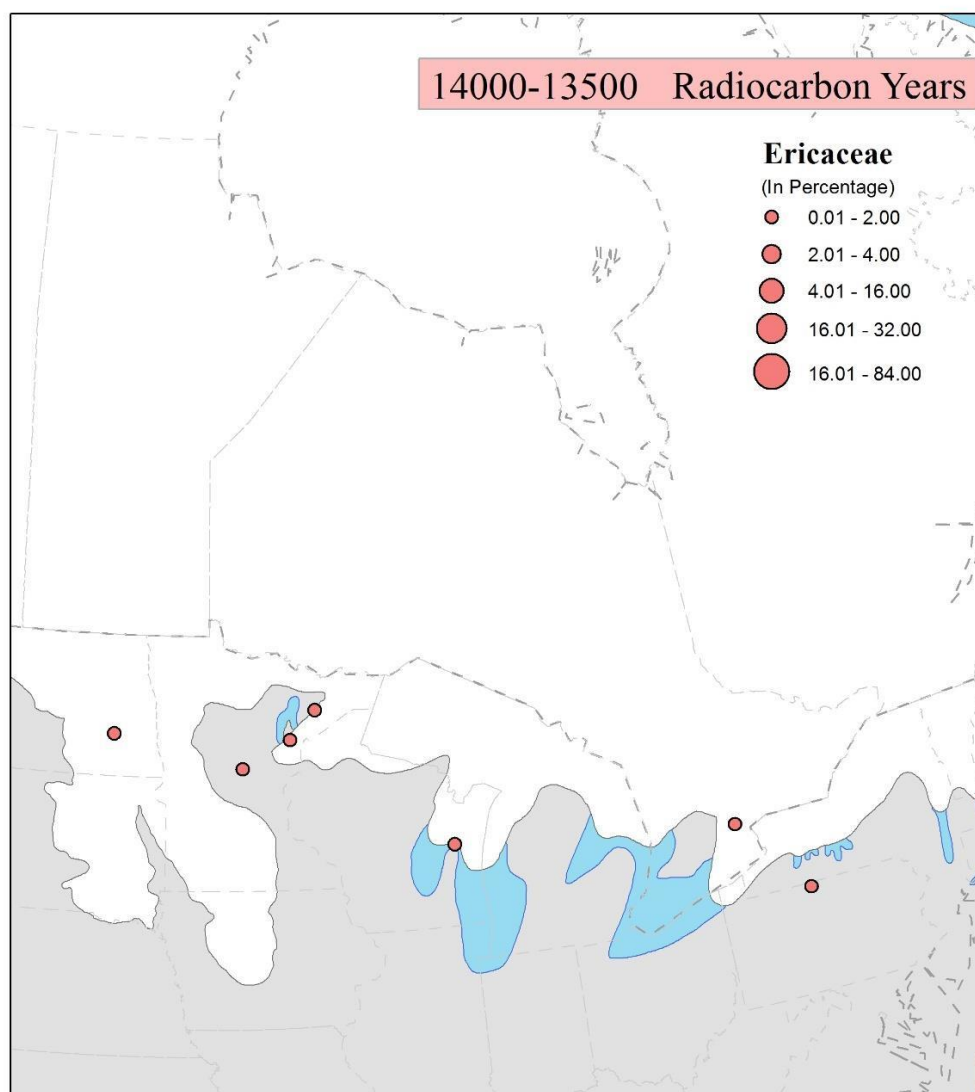 14000-13500 Radiocarbon Years
Ericaceae
(In Percentage)
0.01 - 2.00
2.01 - 4.00
4.01 - 16.00
16.01 - 32.00
16.01 - 84.00